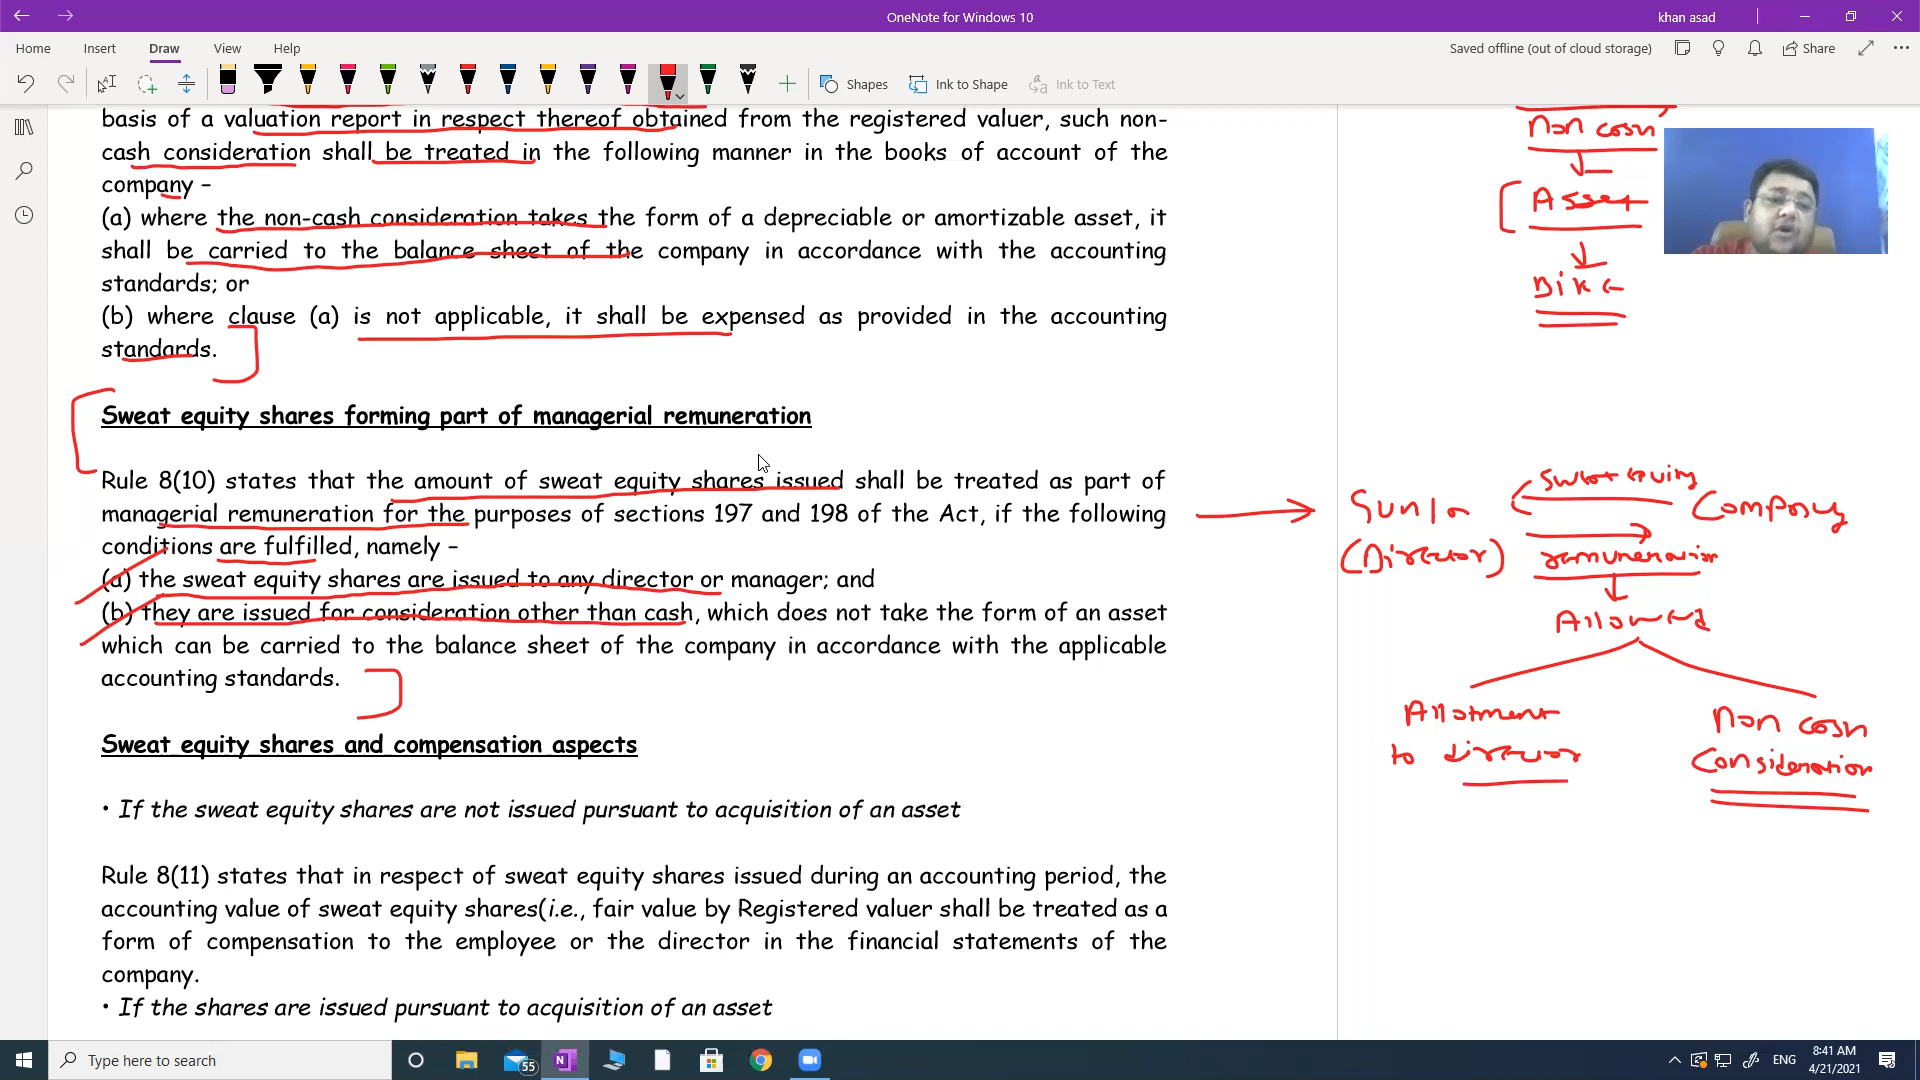 OneNote for Windows 10
khan asad
Home Insert Draw View Help
Saved offline (out of cloud storage)
Share
Shapes
Ink to Shape
Ink to Text
basis of a valuation report in respect thereof obtained from the registered valuer, such non-
cash consideration shall be treated in the following manner in the books of account of the
company –
(a) where the non-cash consideration takes the form of a depreciable or amortizable asset, it
shall be carried to the balance sheet of the company in accordance with the accounting
standards; or
(b) where clause (a) is not applicable, it shall be expensed as provided in the accounting
standards.
Sweat equity shares forming part of managerial remuneration
Rule 8(10) states that the amount of sweat equity shares issued shall be treated as part of
managerial remuneration for the purposes of sections 197 and 198 of the Act, if the following
conditions are fulfilled, namely –
(a) the sweat equity shares are issued to any director or manager; and
(b) they are issued for consideration other than cash, which does not take the form of an asset
which can be carried to the balance sheet of the company in accordance with the applicable
accounting standards.
Sweat equity shares and compensation aspects
• If the sweat equity shares are not issued pursuant to acquisition of an asset
Rule 8(11) states that in respect of sweat equity shares issued during an accounting period, the
accounting value of sweat equity shares(i.e., fair value by Registered valuer shall be treated as a
form of compensation to the employee or the director in the financial statements of the
company.
• If the shares are issued pursuant to acquisition of an asset
Non cash
Asset
Bike
Sweat equity
Company
(Director)
remuneration
Allowed
Allotment
to director
Non cash
Consideration
Type here to search
55
ENG
8:41 AM
4/21/2021